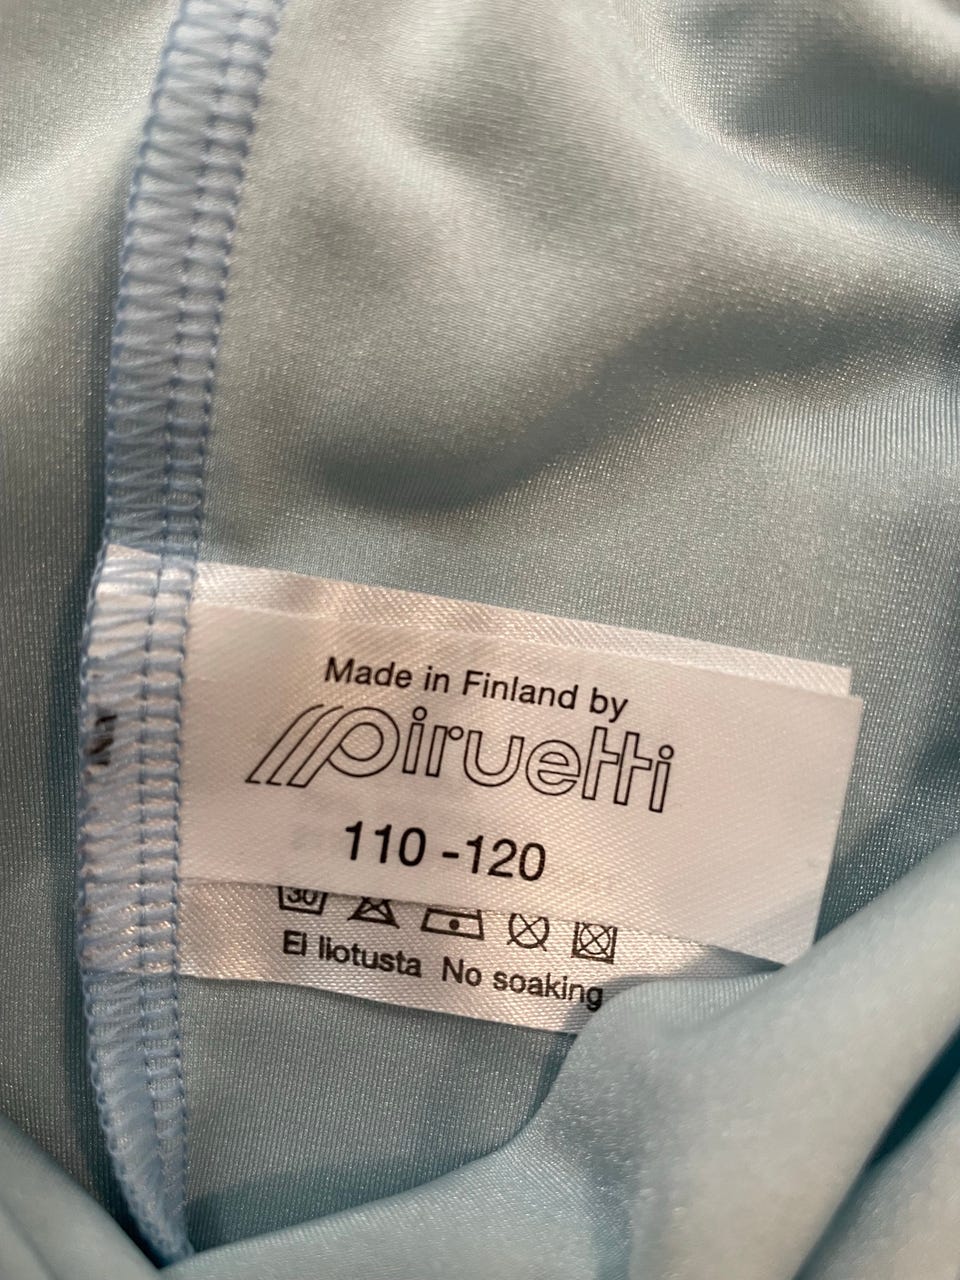 Made in Finland by
piruetti
110 -120
30
Ei liotusta No soaking